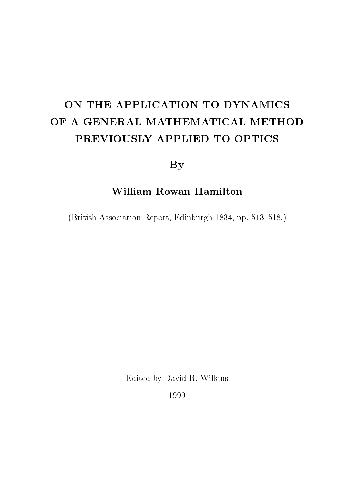 ON THE APPLICATION TO DYNAMICS
OF A GENERAL MATHEMATICAL METHOD
PREVIOUSLY APPLIED TO OPTICS
By
William Rowan Hamilton
(British Association Report, Edinburgh 1834, pp. 513–518.)
Edited by David R. Wilkins
1999